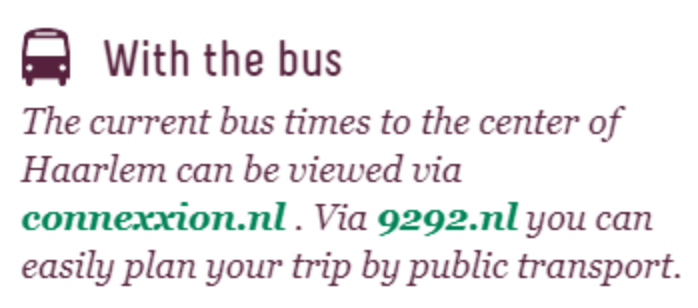 With the bus
The current bus times to the center of
Haarlem can be viewed via
connexxion.nl . Via 9292.nl you can
easily plan your trip by public transport.